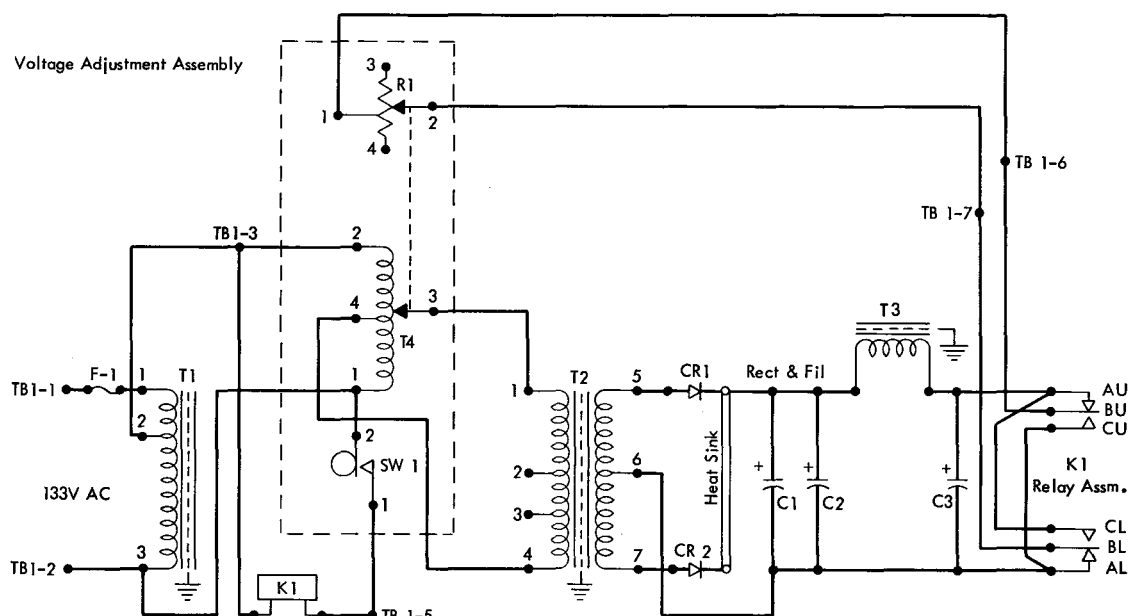 Voltage Adjustment Assembly
3
R1
1
2
4
TB 1-6
TB 1-7
TB1-3
2
4
3
T4
T3
TB1-1
F-1
1
T1
1
1
T2
5
CR1
Rect & Fil
AU
BU
CU
2
2
SW 1
2
6
Heat Sink
+
+
+
C1
C2
C3
K1
Relay Assm.
133V AC
1
3
CL
BL
AL
TB1-2
3
4
7
CR 2
K1
TB 1-5